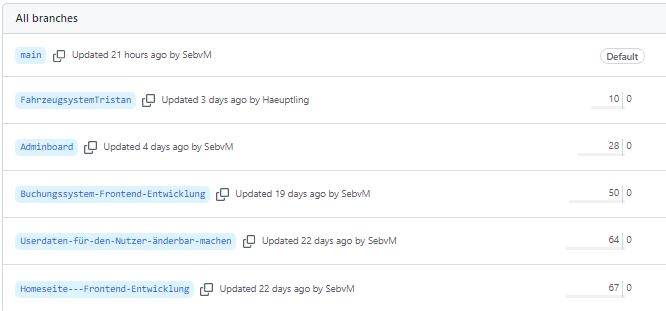 All branches
main Updated 21 hours ago by SebvM Default
FahrzeugsystemTristan Updated 3 days ago by Haeuptling 10 0
Adminboard Updated 4 days ago by SebvM 28 0
Buchungssystem-Frontend-Entwicklung Updated 19 days ago by SebvM 50 0
Userdaten-für-den-Nutzer-änderbar-machen Updated 22 days ago by SebvM 64 0
Homeseite---Frontend-Entwicklung Updated 22 days ago by SebvM 67 0